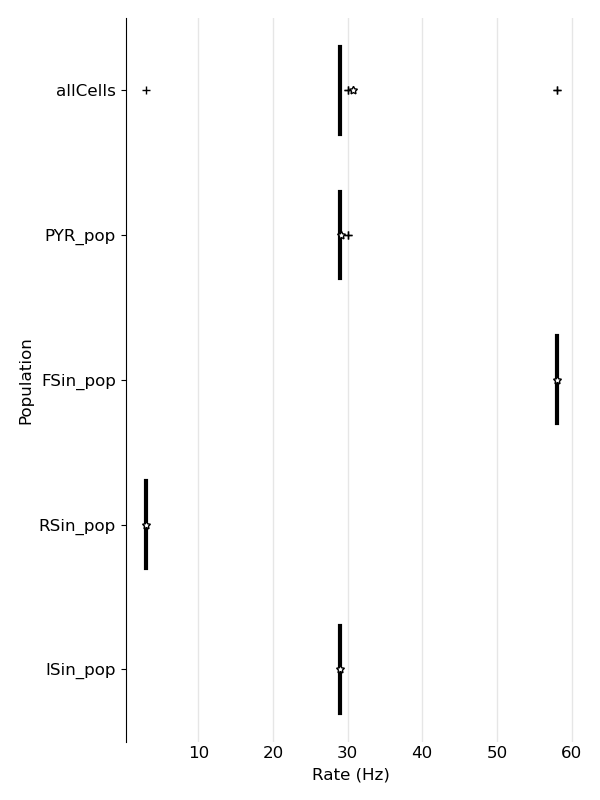 allCells
PYR_pop
FSin_pop
RSin_pop
ISin_pop
Population
10 20 30 40 50 60
Rate (Hz)